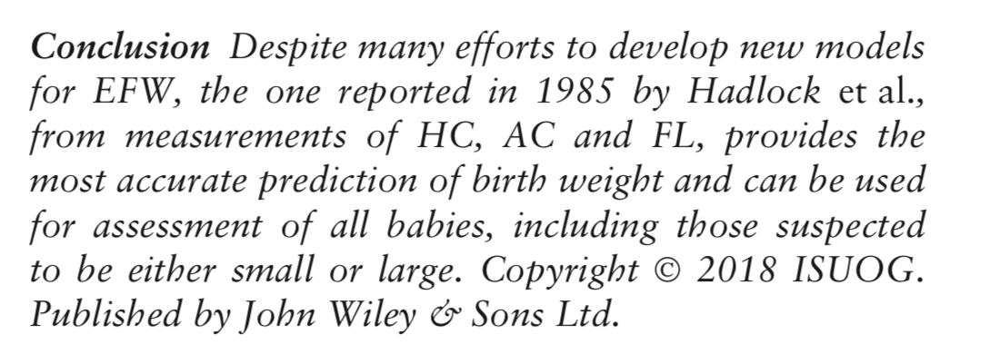 Conclusion Despite many efforts to develop new models
for EFW, the one reported in 1985 by Hadlock et al.,
from measurements of HC, AC and FL, provides the
most accurate prediction of birth weight and can be used
for assessment of all babies, including those suspected
to be either small or large. Copyright © 2018 ISUOG.
Published by John Wiley & Sons Ltd.